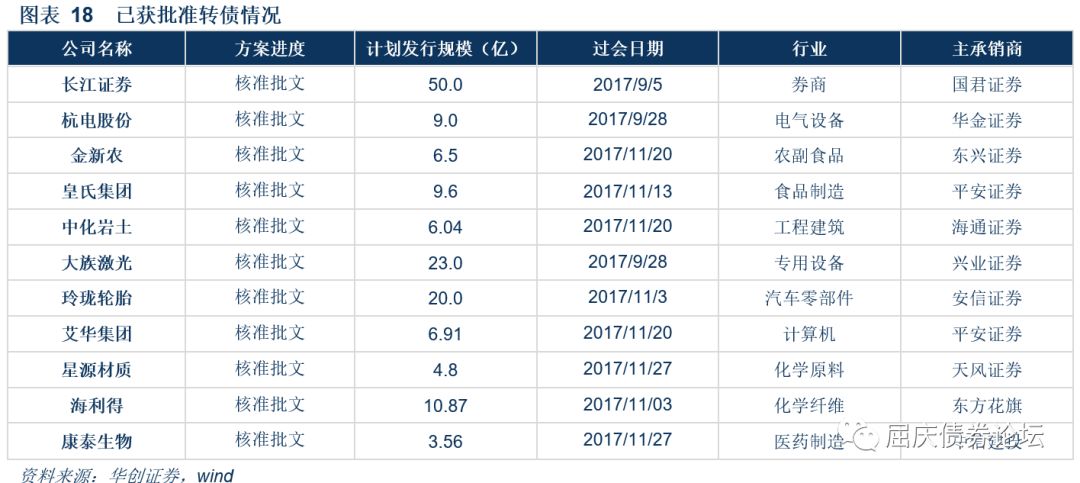 图表 18 已获批准转债情况
公司名称 方案进度 计划发行规模（亿） 过会日期 行业 主承销商
长江证券 核准批文 50.0 2017/9/5 券商 国君证券
杭电股份 核准批文 9.0 2017/9/28 电气设备 华金证券
金新农 核准批文 6.5 2017/11/20 农副食品 东兴证券
皇氏集团 核准批文 9.6 2017/11/13 食品制造 平安证券
中化岩土 核准批文 6.04 2017/11/20 工程建筑 海通证券
大族激光 核准批文 23.0 2017/9/28 专用设备 兴业证券
玲珑轮胎 核准批文 20.0 2017/11/3 汽车零部件 安信证券
艾华集团 核准批文 6.91 2017/11/20 计算机 平安证券
星源材质 核准批文 4.8 2017/11/27 化学原料 天风证券
海利得 核准批文 10.87 2017/11/03 化学纤维 东方花旗
康泰生物 核准批文 3.56 2017/11/27 医药制造
屈庆债券论坛
资料来源：华创证券，wind